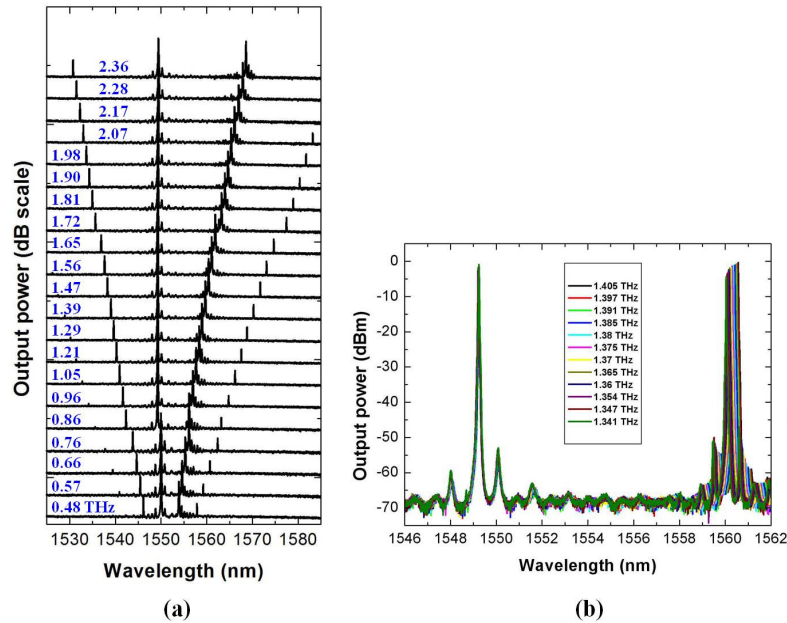 2.36
2.28
2.17
2.07
1.98
1.90
1.81
1.72
1.65
1.56
1.47
1.39
1.29
1.21
1.05
0.96
0.86
0.76
0.66
0.57
0.48 THz
Output power (dB scale)
1530 1540 1550 1560 1570 1580
Wavelength (nm)
(a)
0
-10
-20
-30
-40
-50
-60
-70
Output power (dBm)
1.405 THz
1.397 THz
1.391 THz
1.385 THz
1.38 THz
1.375 THz
1.37 THz
1.365 THz
1.36 THz
1.354 THz
1.347 THz
1.341 THz
1546 1548 1550 1552 1554 1556 1558 1560 1562
Wavelength (nm)
(b)